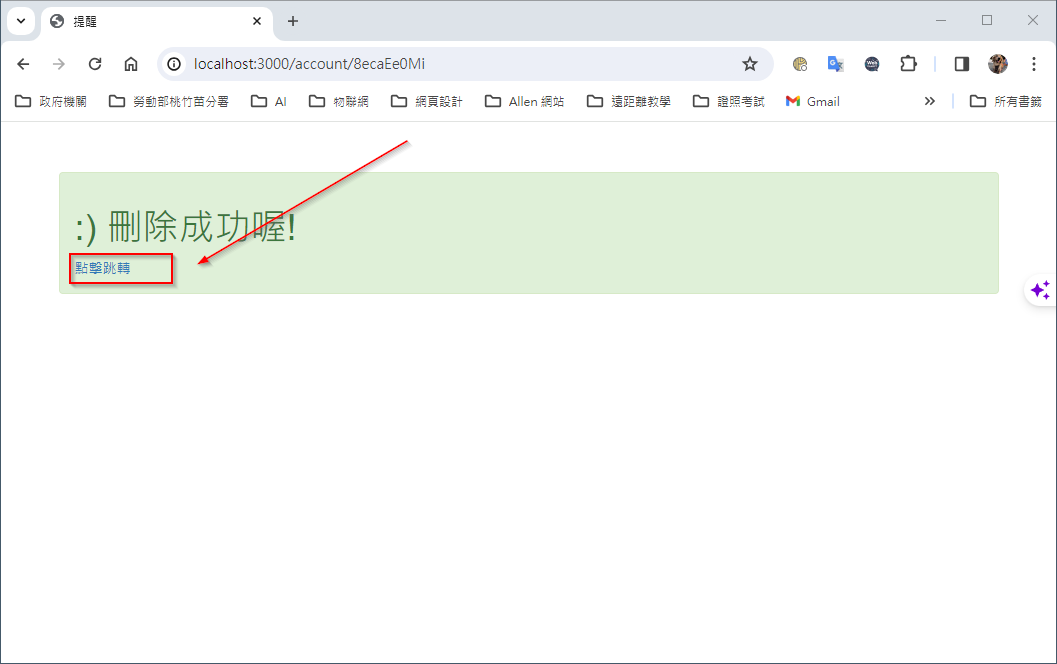 提醒
localhost:3000/account/8ecaEe0Mi
政府機關 勞動部桃竹苗分署 AI 物聯網 網頁設計 Allen 網站 遠距離教學 證照考試 Gmail 所有書籤
:) 刪除成功喔!
點擊跳轉